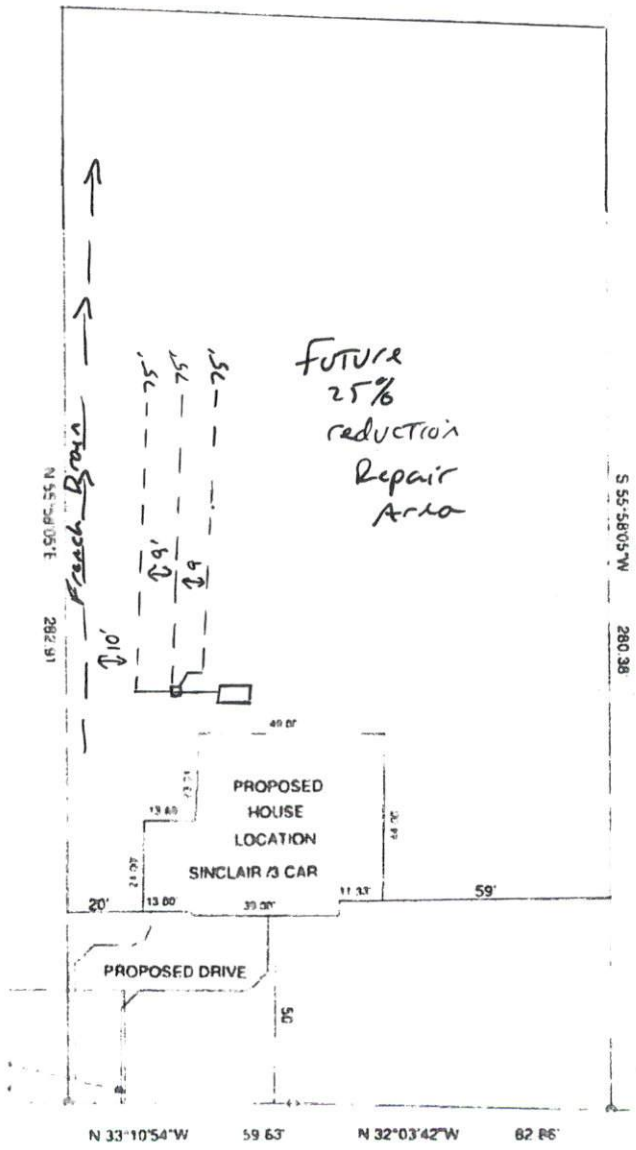 75'
75'
75'
Future
25%
reduction
Repair
Area
French Drain
N 55°58'05"E 282.91
S 55°58'05"W 280.38
9'
9
10'
49.00'
PROPOSED
HOUSE
LOCATION
SINCLAIR /3 CAR
44.00
24.00
20'
13.00
39.00'
11.33'
59'
PROPOSED DRIVE
50
N 33°10'54"W 59.63' N 32°03'42"W 82.86'